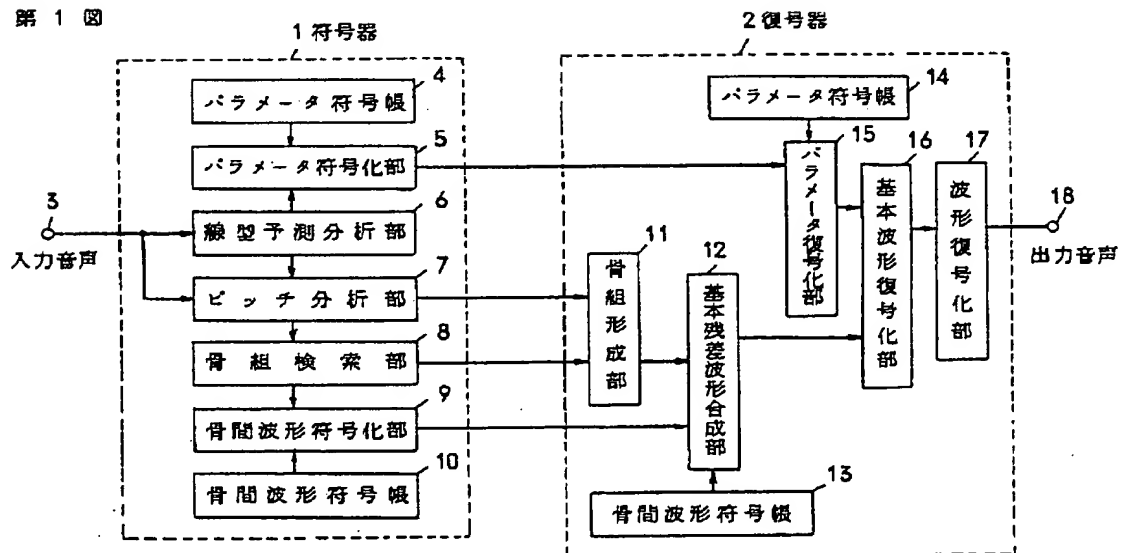 第 1 図
1 符号器
4
パラメータ符号帳
5
パラメータ符号化部
6
線型予測分析部
7
ピッチ分析部
8
骨組検索部
9
骨間波形符号化部
10
骨間波形符号帳
3
入力音声
2 復号器
14
パラメータ符号帳
15
パラメータ復号化部
16
基本波形復号化部
17
波形復号化部
18
出力音声
11
骨組形成部
12
基本残差波形合成部
13
骨間波形符号帳